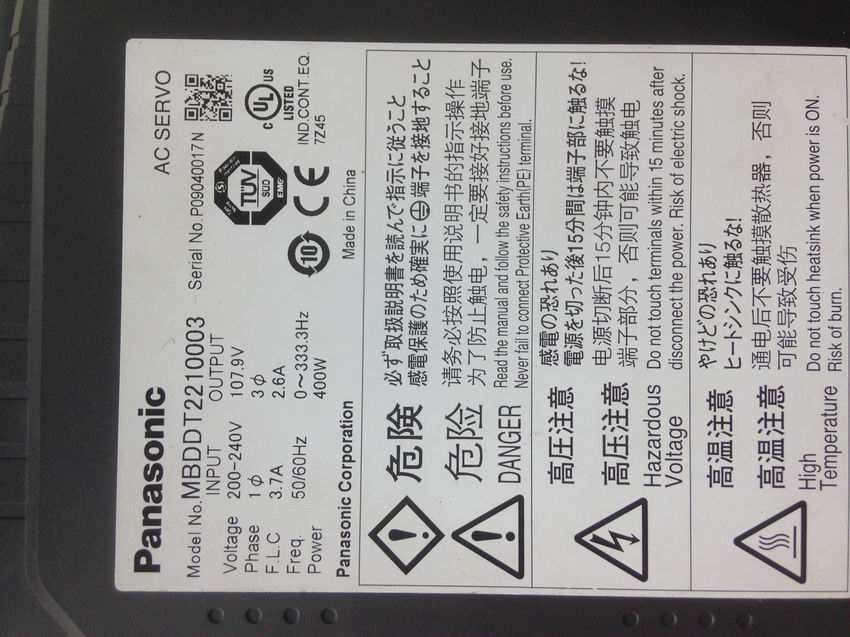 Panasonic
AC SERVO
Model No. MBDDT2210003
Serial No. P09040017N
INPUT OUTPUT
Voltage 200-240V 107.9V
Phase 1φ 3φ
F.L.C 3.7A 2.6A
Freq. 50/60Hz 0～333.3Hz
Power 400W
TÜV
SÜD
EMC
C UL US
LISTED
IND.CONT.EQ.
7Z45
10
CE
Panasonic Corporation
Made in China
危険
必ず取扱説明書を読んで指示に従うこと
感電保護のため確実に端子を接地すること
危险
请务必按照使用说明书的指示操作
为了防止触电，一定要接好接地端子
DANGER
Read the manual and follow the safety instructions before use.
Never fail to connect Protective Earth(PE) terminal.
高圧注意
感電の恐れあり
電源を切った後15分間は端子部に触るな!
高压注意
电源切断后15分钟内不要触摸
端子部分，否则可能导致触电
Hazardous
Voltage
Do not touch terminals within 15 minutes after
disconnect the power. Risk of electric shock.
高温注意
やけどの恐れあり
ヒートシンクに触るな!
高温注意
通电后不要触摸散热器，否则
可能导致受伤
High
Temperature
Do not touch heatsink when power is ON.
Risk of burn.